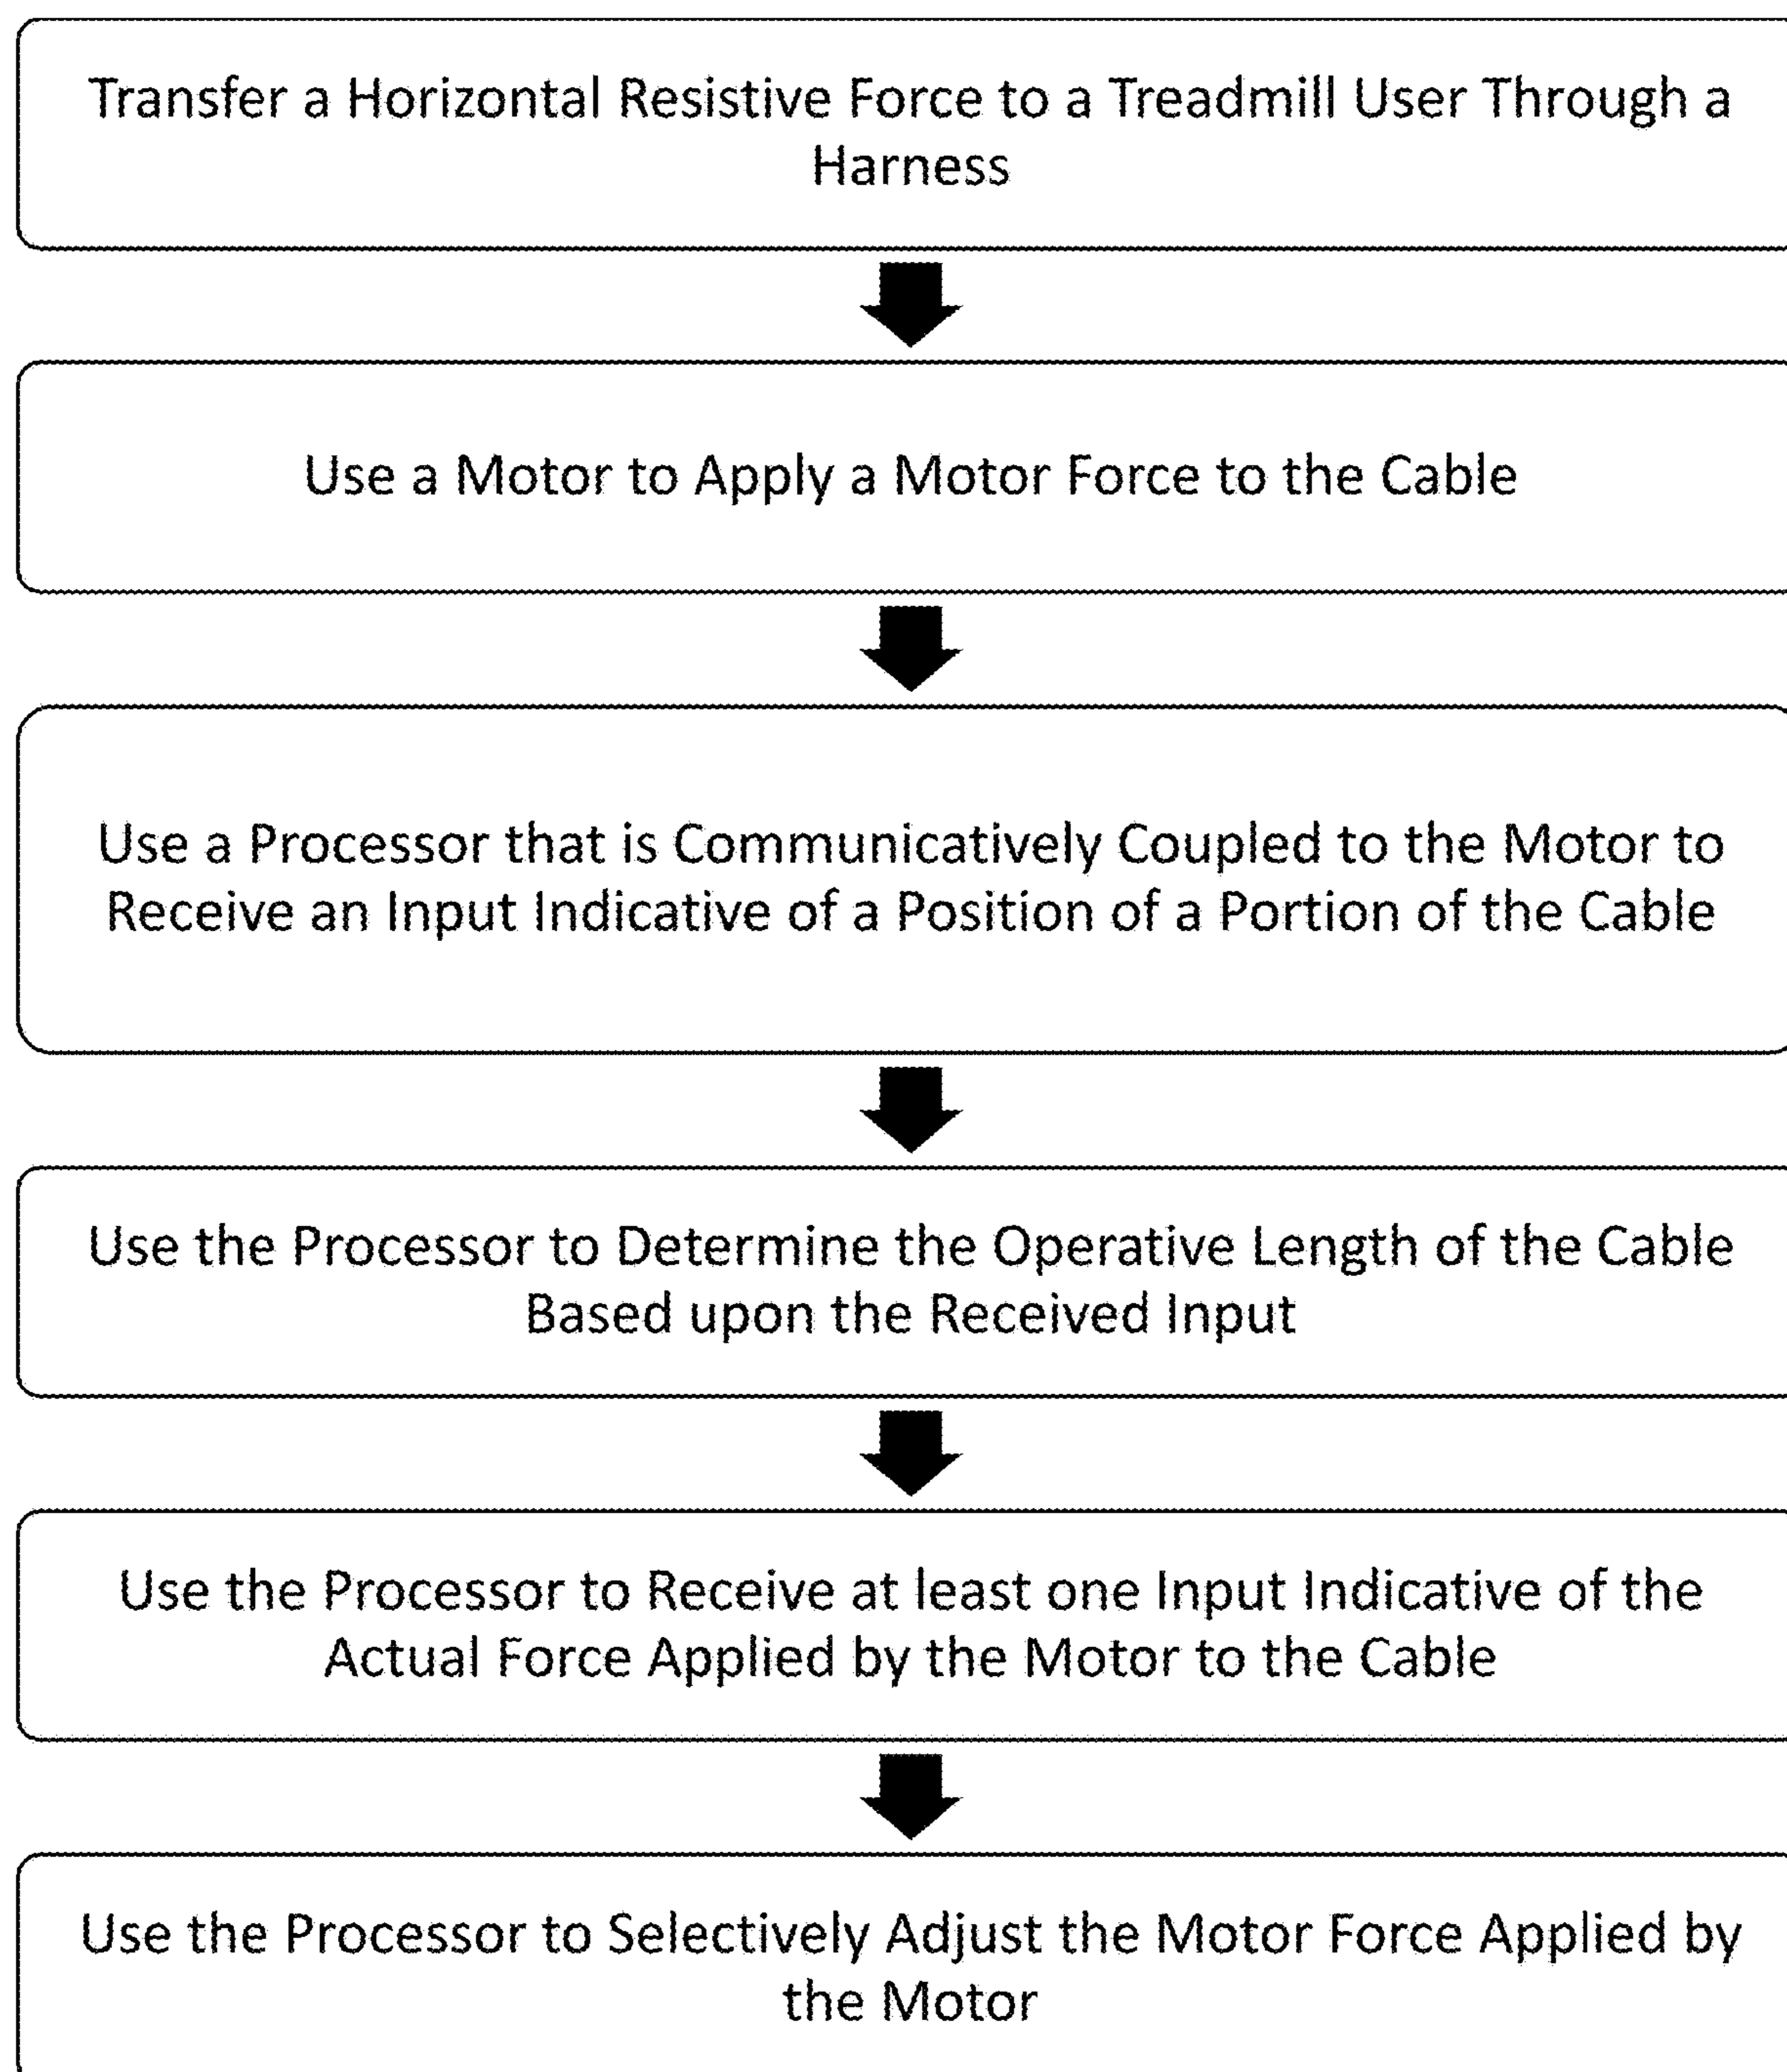 Transfer a Horizontal Resistive Force to a Treadmill User Through a
Harness
Use a Motor to Apply a Motor Force to the Cable
Use a Processor that is Communicatively Coupled to the Motor to
Receive an Input Indicative of a Position of a Portion of the Cable
Use the Processor to Determine the Operative Length of the Cable
Based upon the Received Input
Use the Processor to Receive at least one Input Indicative of the
Actual Force Applied by the Motor to the Cable
Use the Processor to Selectively Adjust the Motor Force Applied by
the Motor